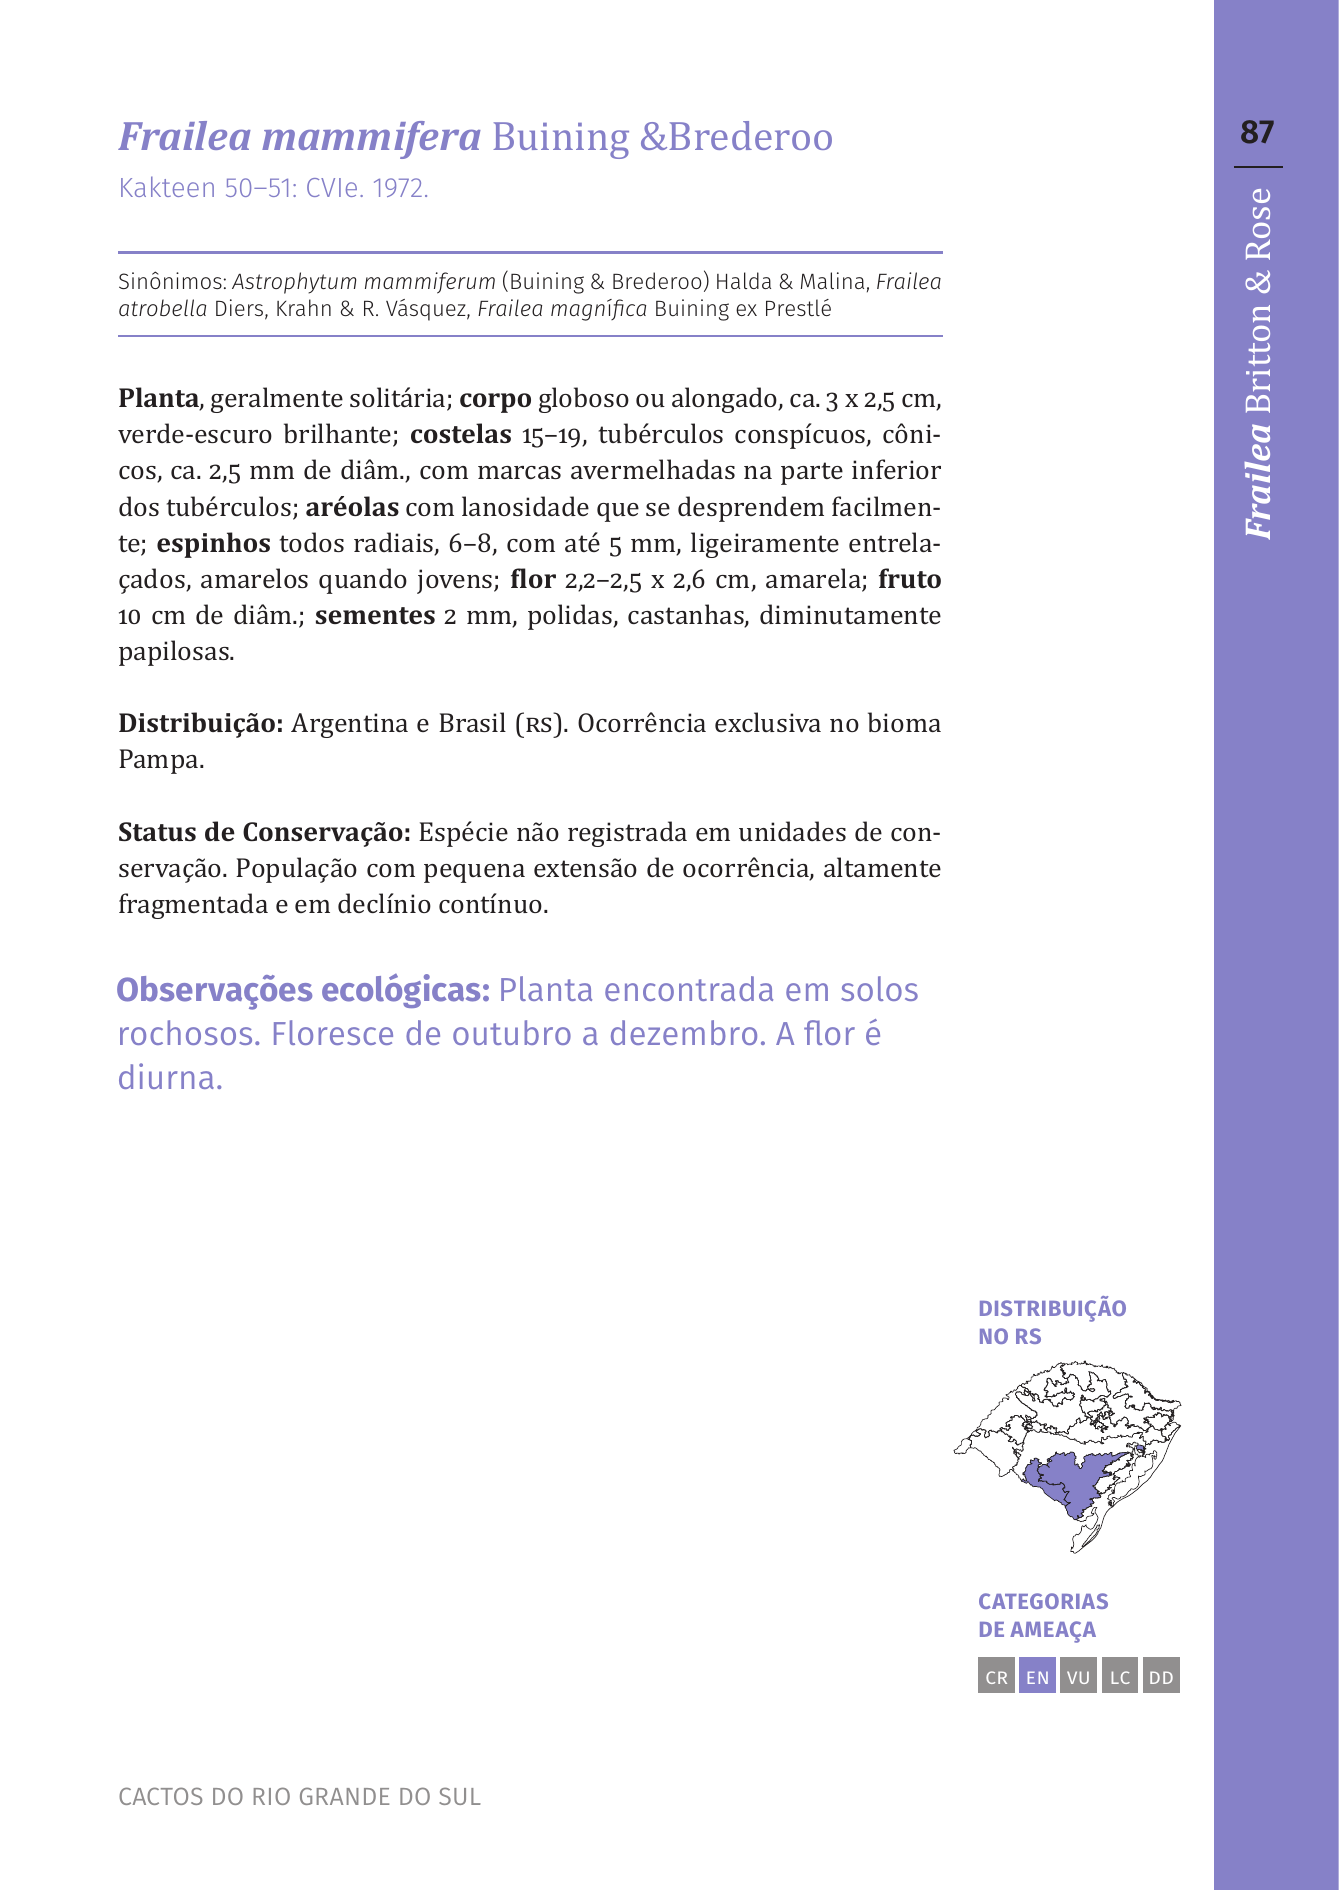 Frailea mammifera Buining &Brederoo
Kakteen 50–51: CVIe. 1972.
Sinônimos: Astrophytum mammiferum (Buining & Brederoo) Halda & Malina, Frailea
atrobella Diers, Krahn & R. Vásquez, Frailea magnífica Buining ex Prestlé
Planta, geralmente solitária; corpo globoso ou alongado, ca. 3 x 2,5 cm,
verde-escuro brilhante; costelas 15–19, tubérculos conspícuos, côni-
cos, ca. 2,5 mm de diâm., com marcas avermelhadas na parte inferior
dos tubérculos; aréolas com lanosidade que se desprendem facilmen-
te; espinhos todos radiais, 6–8, com até 5 mm, ligeiramente entrela-
çados, amarelos quando jovens; flor 2,2–2,5 x 2,6 cm, amarela; fruto
10 cm de diâm.; sementes 2 mm, polidas, castanhas, diminutamente
papilosas.
Distribuição: Argentina e Brasil (RS). Ocorrência exclusiva no bioma
Pampa.
Status de Conservação: Espécie não registrada em unidades de con-
servação. População com pequena extensão de ocorrência, altamente
fragmentada e em declínio contínuo.
Observações ecológicas: Planta encontrada em solos
rochosos. Floresce de outubro a dezembro. A flor é
diurna.
DISTRIBUIÇÃO
NO RS
CATEGORIAS
DE AMEAÇA
CR EN VU LC DD
CACTOS DO RIO GRANDE DO SUL
87
Frailea Britton & Rose